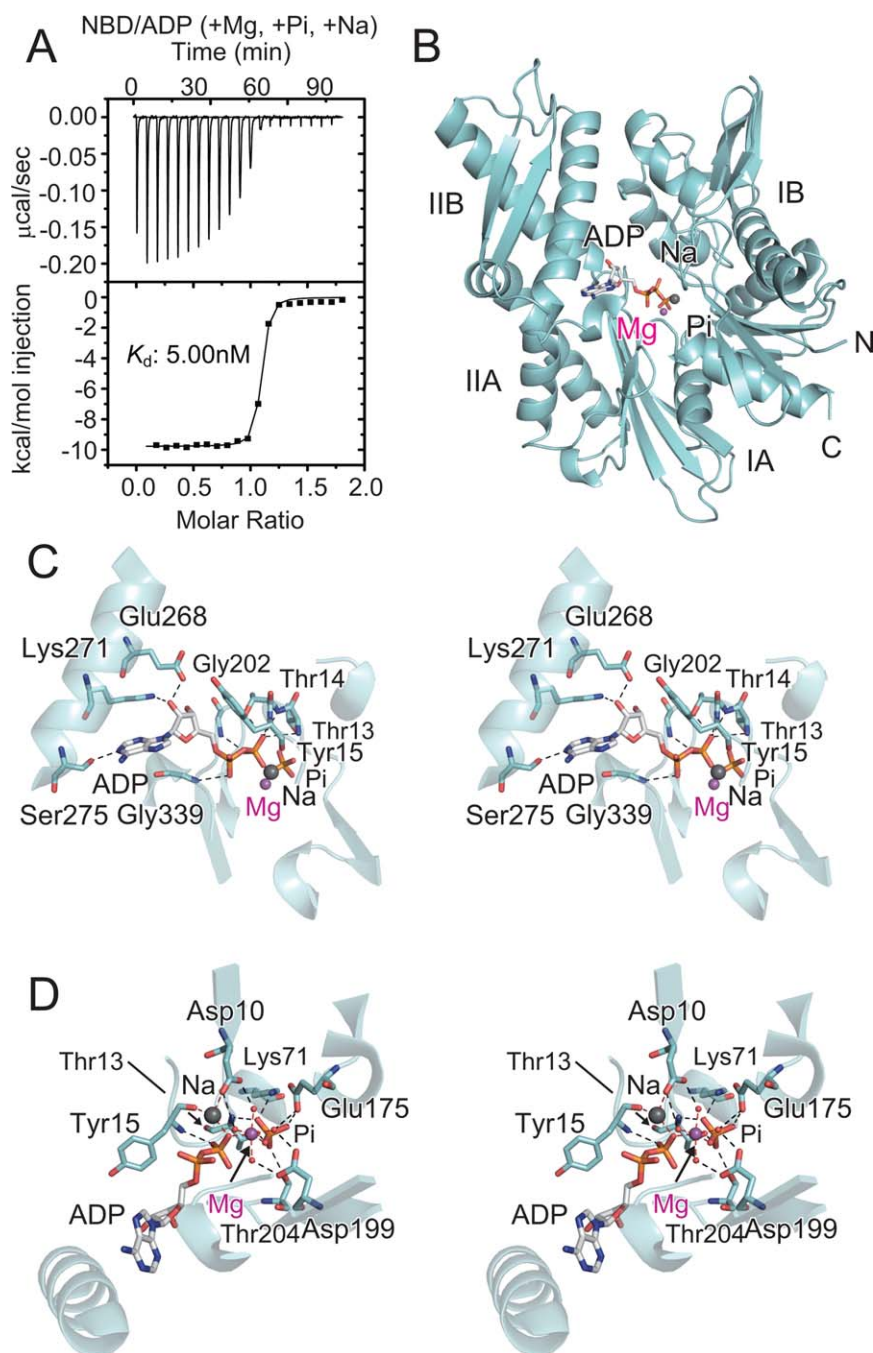 NBD/ADP (+Mg, +Pi, +Na)
A
Time (min)
0 30 60 90
0.00
-0.05
-0.10
-0.15
-0.20
μcal/sec
0
-2
-4
-6
-8
-10
kcal/mol injection
Kd: 5.00nM
0.0 0.5 1.0 1.5 2.0
Molar Ratio
B
IIB
IB
ADP
Na
Mg
Pi
N
IIA
IA
C
C
Glu268
Lys271
Gly202
Thr14
Thr13
Tyr15
Pi
ADP
Na
Mg
Ser275 Gly339
Glu268
Lys271
Gly202
Thr14
Thr13
Tyr15
Pi
ADP
Na
Mg
Ser275 Gly339
D
Asp10
Thr13
Lys71
Na
Glu175
Tyr15
Pi
Mg
ADP
Thr204 Asp199
Asp10
Thr13
Lys71
Na
Glu175
Tyr15
Pi
Mg
ADP
Thr204 Asp199